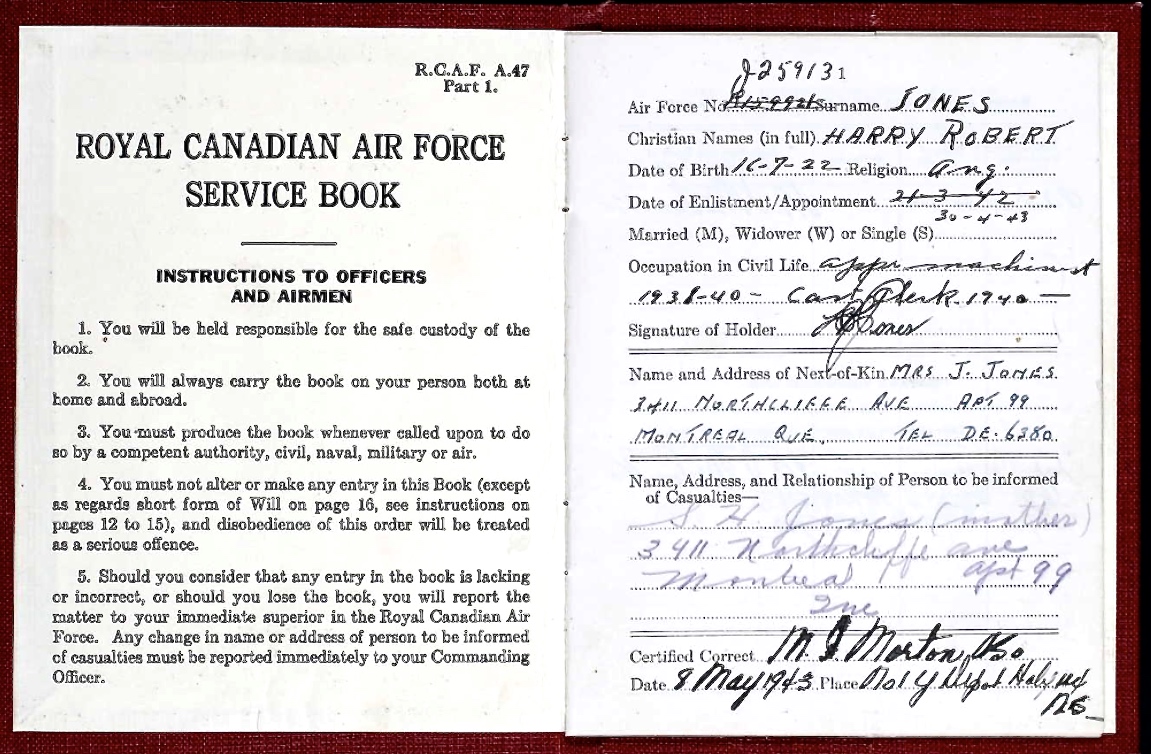 R.C.A.F. A.47
Part 1.
ROYAL CANADIAN AIR FORCE
SERVICE BOOK
INSTRUCTIONS TO OFFICERS
AND AIRMEN
1. You will be held responsible for the safe custody of the
book.
2. You will always carry the book on your person both at
home and abroad.
3. You must produce the book whenever called upon to do
so by a competent authority, civil, naval, military or air.
4. You must not alter or make any entry in this Book (except
as regards short form of Will on page 16, see instructions on
pages 12 to 15), and disobedience of this order will be treated
as a serious offence.
5. Should you consider that any entry in the book is lacking
or incorrect, or should you lose the book, you will report the
matter to your immediate superior in the Royal Canadian Air
Force. Any change in name or address of person to be informed
of casualties must be reported immediately to your Commanding
Officer.
J259131
Air Force No Surname JONES
Christian Names (in full) HARRY ROBERT
Date of Birth 16-7-22 Religion Ang.
Date of Enlistment/Appointment 21-3-42
30-4-43
Married (M), Widower (W) or Single (S)
Occupation in Civil Life appr machinist
1938-40 - Clerk 1940 —
Signature of Holder Jones
Name and Address of Next-of-Kin MRS J. JONES
3411 NORTHCLIFFE AVE APT 99
MONTREAL QUE, TEL DE. 6380
Name, Address, and Relationship of Person to be informed
of Casualties—
S. H. Jones (mother)
3411 Northcliffe ave
Montreal apt 99
Que
Certified Correct Morton
Date 8 May 1943 Place Depot Halifax
NS